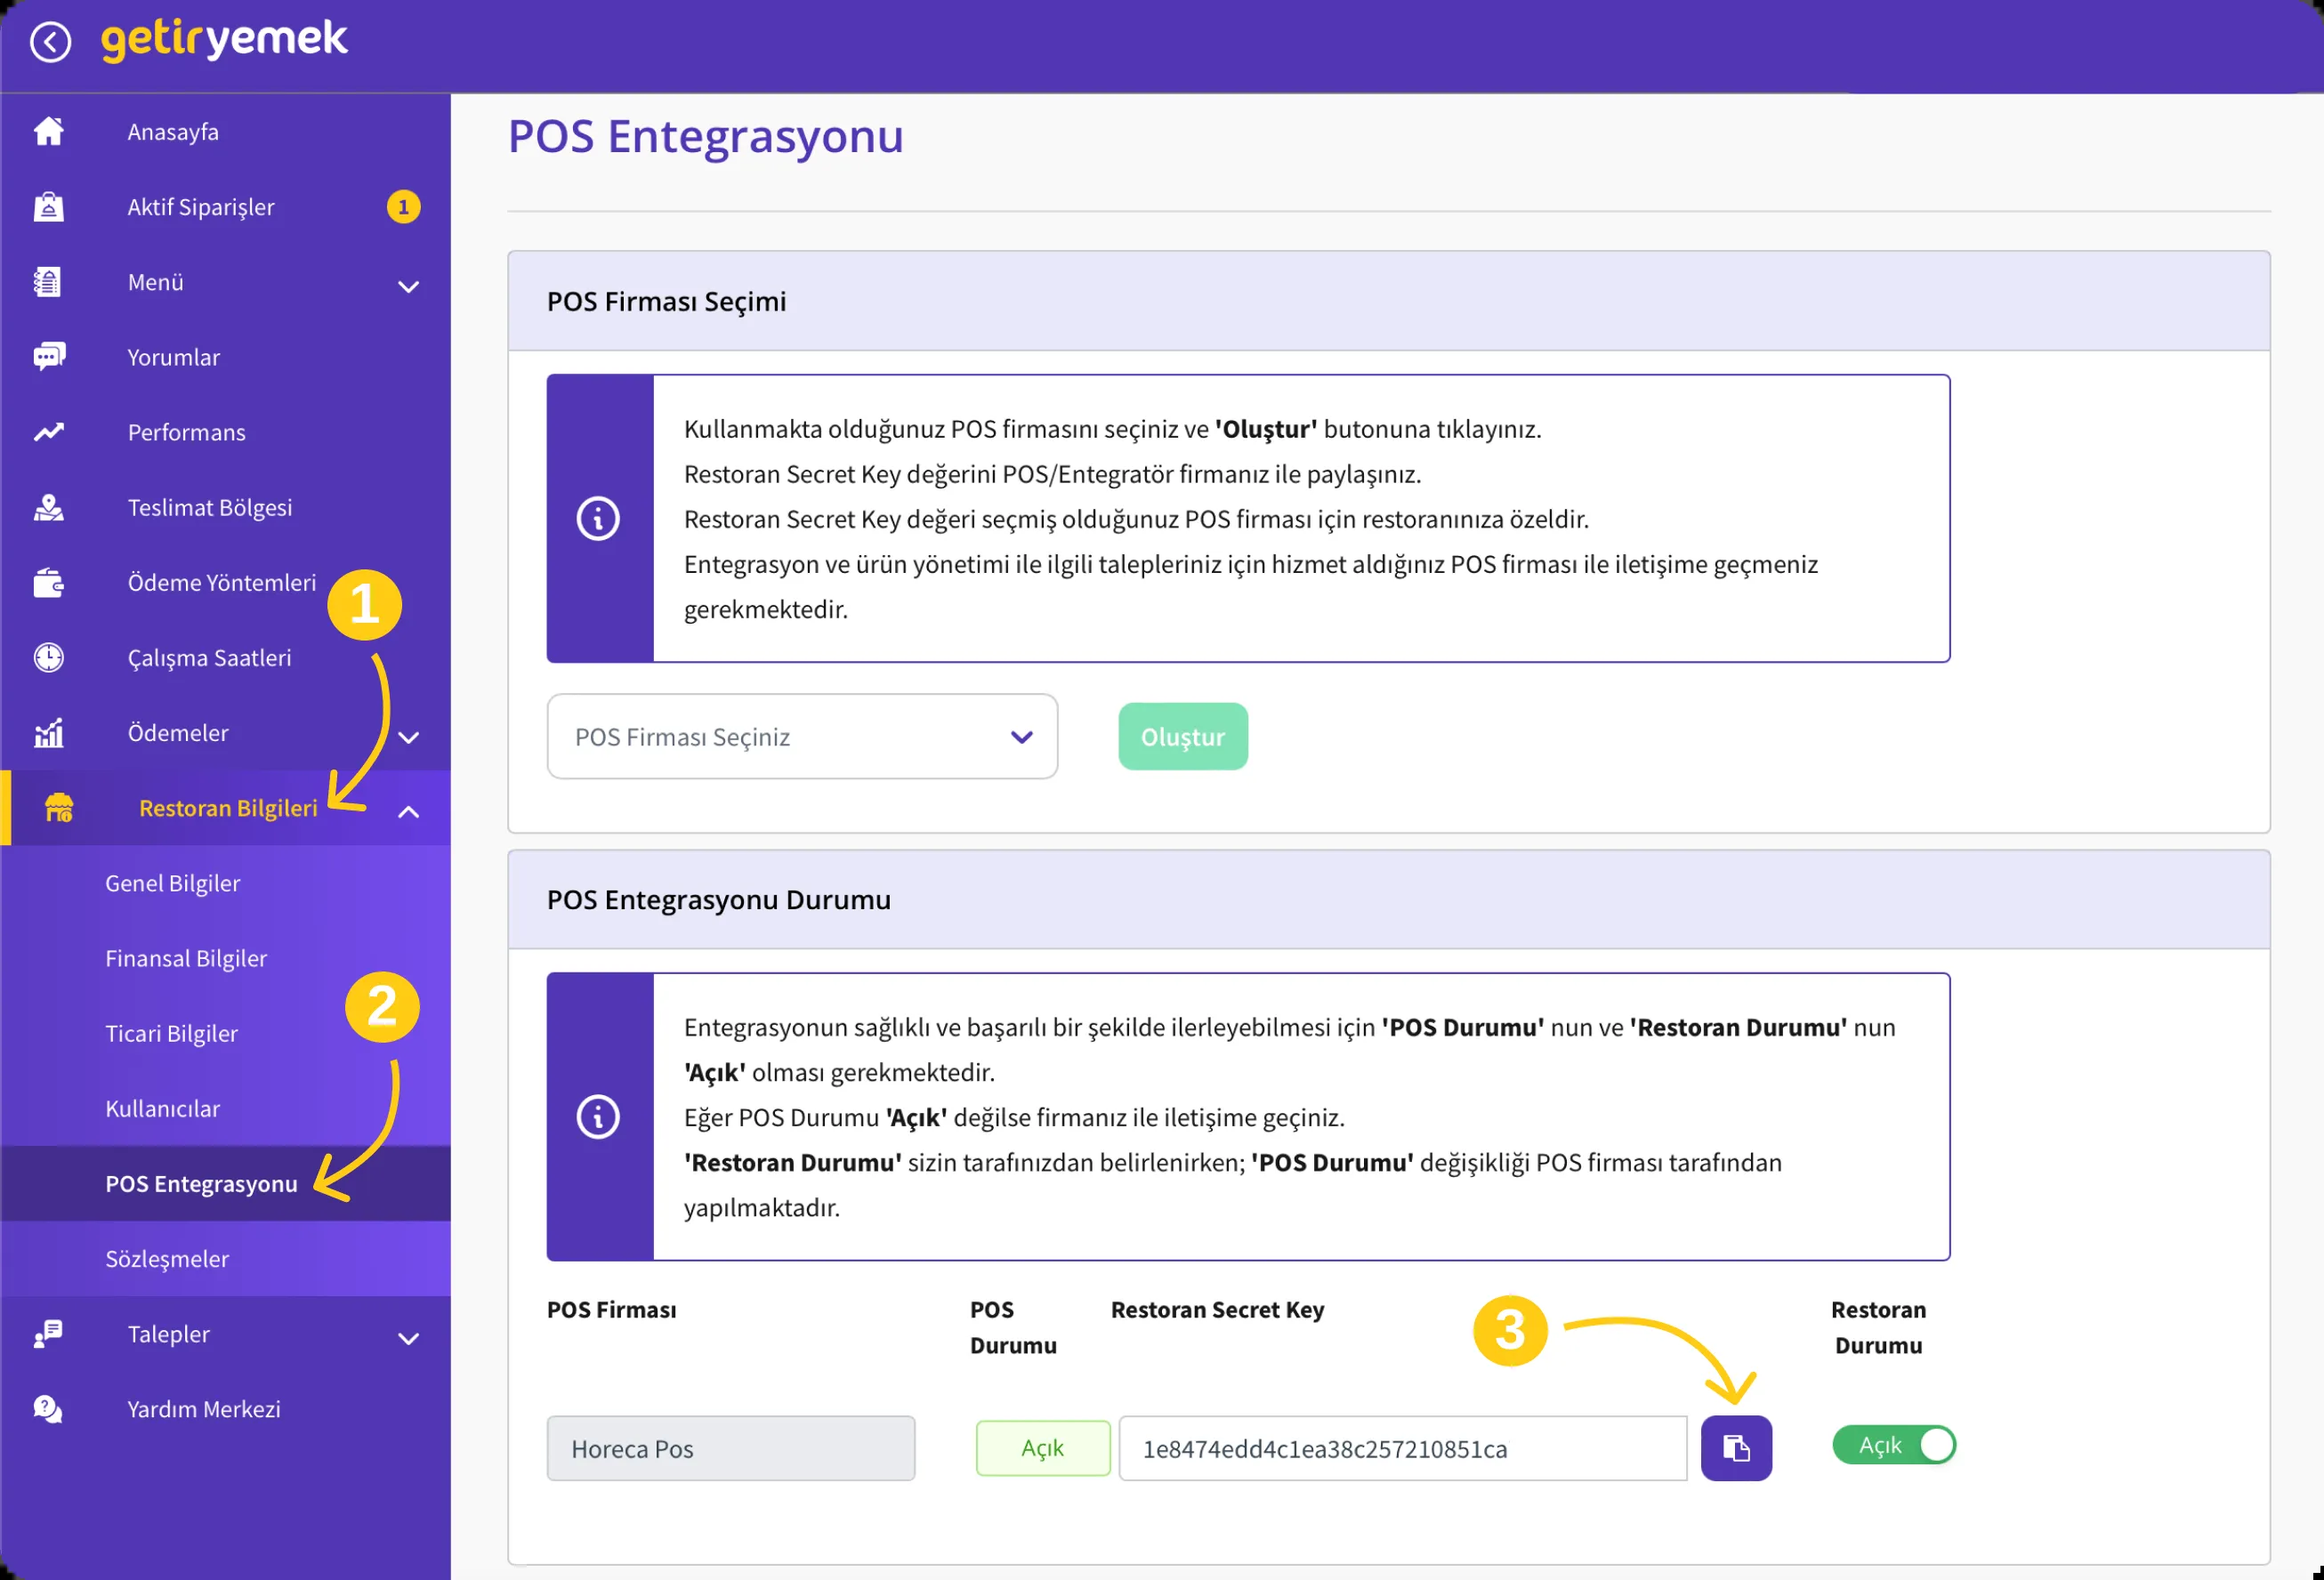 getiryemek
Anasayfa
Aktif Siparişler 1
Menü
Yorumlar
Performans
Teslimat Bölgesi
Ödeme Yöntemleri
1
Çalışma Saatleri
Ödemeler
Restoran Bilgileri
Genel Bilgiler
Finansal Bilgiler
2
Ticari Bilgiler
Kullanıcılar
POS Entegrasyonu
Sözleşmeler
Talepler
Yardım Merkezi
POS Entegrasyonu
POS Firması Seçimi
Kullanmakta olduğunuz POS firmasını seçiniz ve 'Oluştur' butonuna tıklayınız.
Restoran Secret Key değerini POS/Entegratör firmanız ile paylaşınız.
Restoran Secret Key değeri seçmiş olduğunuz POS firması için restoranınıza özeldir.
Entegrasyon ve ürün yönetimi ile ilgili talepleriniz için hizmet aldığınız POS firması ile iletişime geçmeniz
gerekmektedir.
POS Firması Seçiniz
Oluştur
POS Entegrasyonu Durumu
Entegrasyonun sağlıklı ve başarılı bir şekilde ilerleyebilmesi için 'POS Durumu' nun ve 'Restoran Durumu' nun
'Açık' olması gerekmektedir.
Eğer POS Durumu 'Açık' değilse firmanız ile iletişime geçiniz.
'Restoran Durumu' sizin tarafınızdan belirlenirken; 'POS Durumu' değişikliği POS firması tarafından
yapılmaktadır.
POS Firması
POS
Durumu
Restoran Secret Key
3
Restoran
Durumu
Horeca Pos
Açık
1e8474edd4c1ea38c257210851ca
Açık